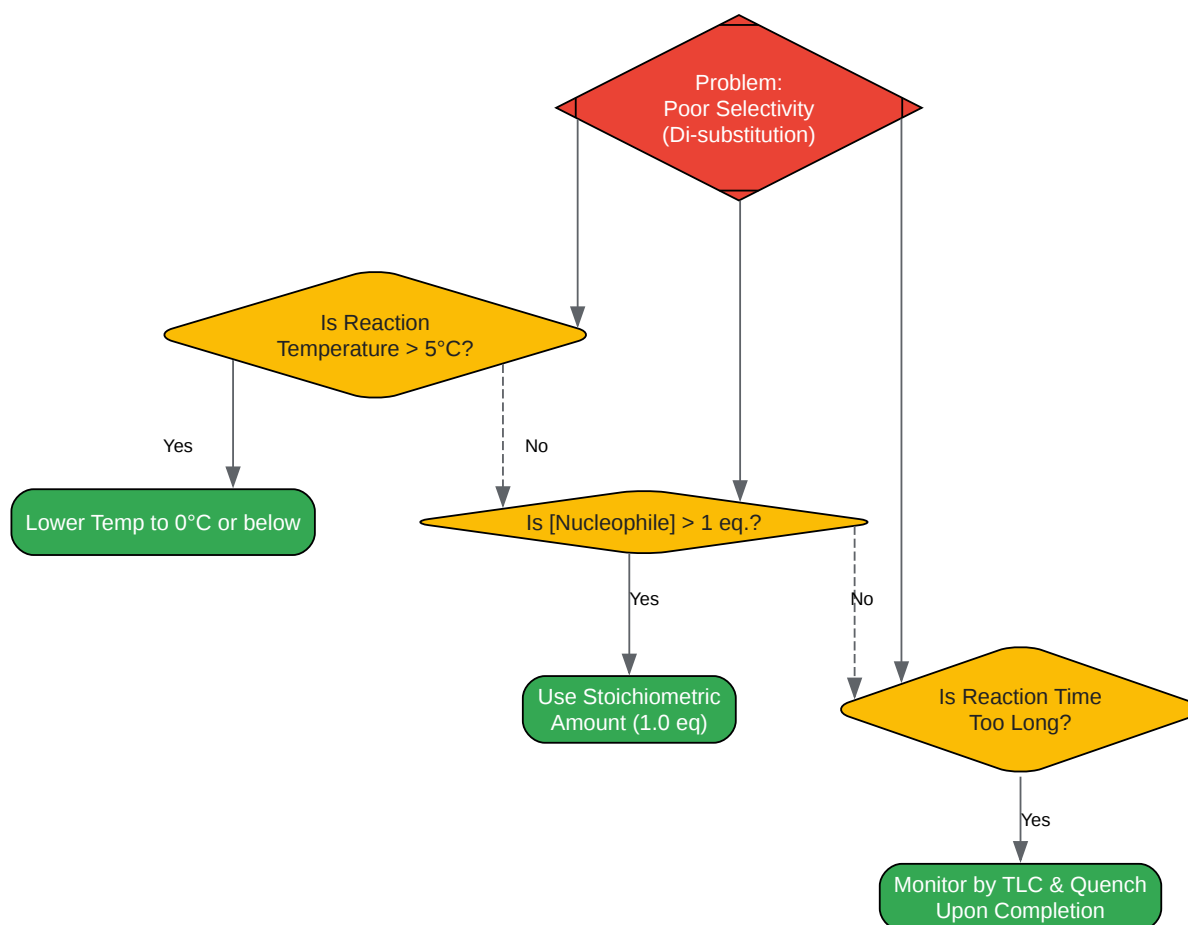 Problem:
Poor Selectivity
(Di-substitution)
Is Reaction
Temperature > 5°C?
Yes
No
Lower Temp to 0°C or below
Is [Nucleophile] > 1 eq.?
Yes
No
Use Stoichiometric
Amount (1.0 eq)
Is Reaction Time
Too Long?
Yes
Monitor by TLC & Quench
Upon Completion